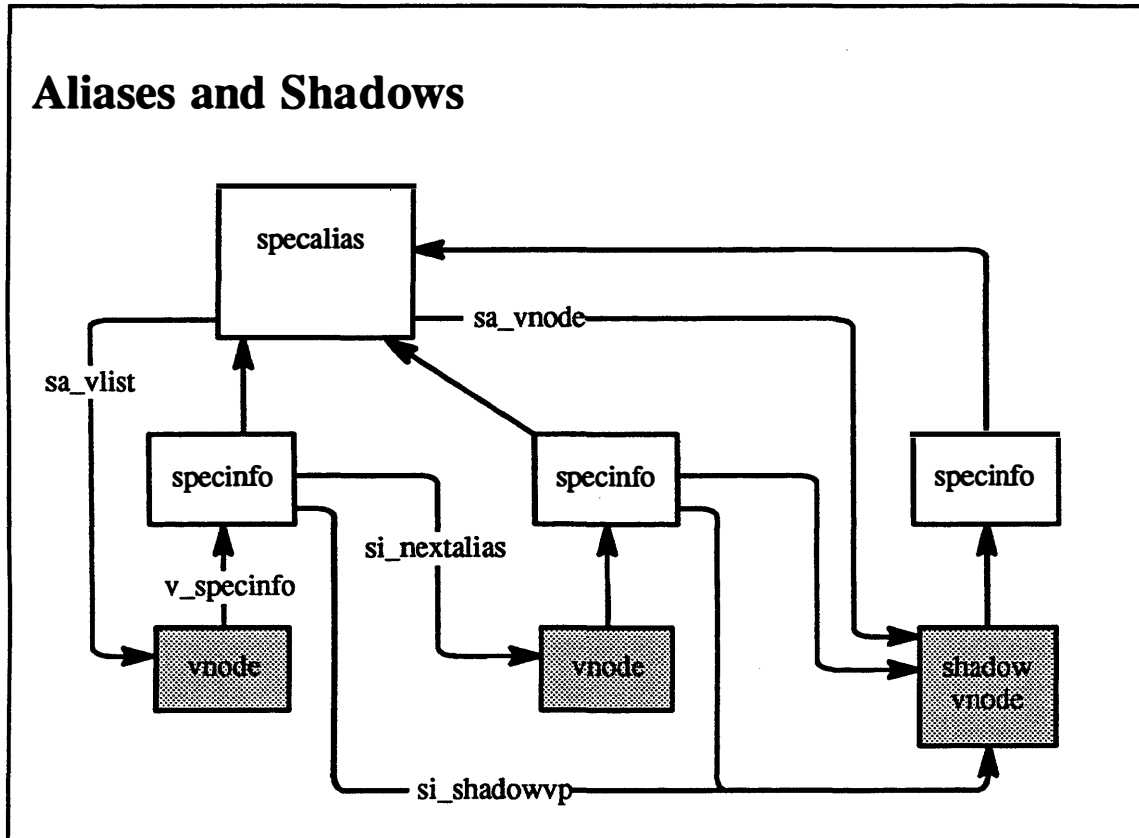 Aliases and Shadows
specalias
sa_vnode
sa_vlist
specinfo
specinfo
specinfo
si_nextalias
v_specinfo
vnode
vnode
shadow
vnode
si_shadowvp